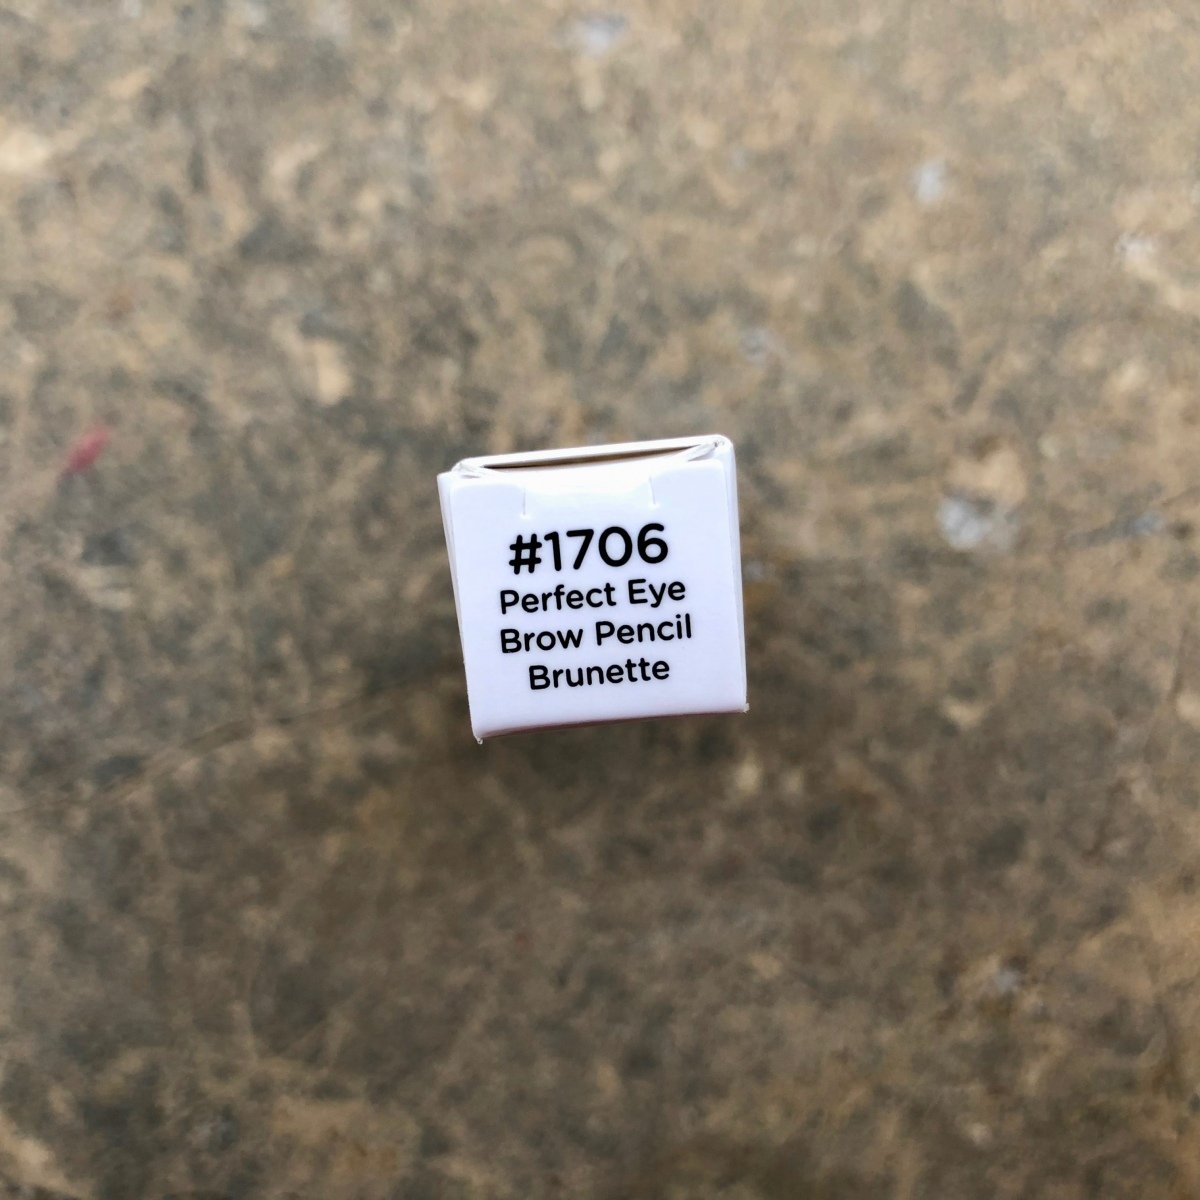 #1706
Perfect Eye
Brow Pencil
Brunette